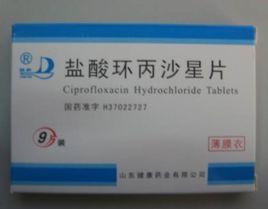 ®
盐酸环丙沙星片
Ciprofloxacin Hydrochloride Tablets
国药准字 H37022727
9片装
薄膜衣
山东健康药业有限公司